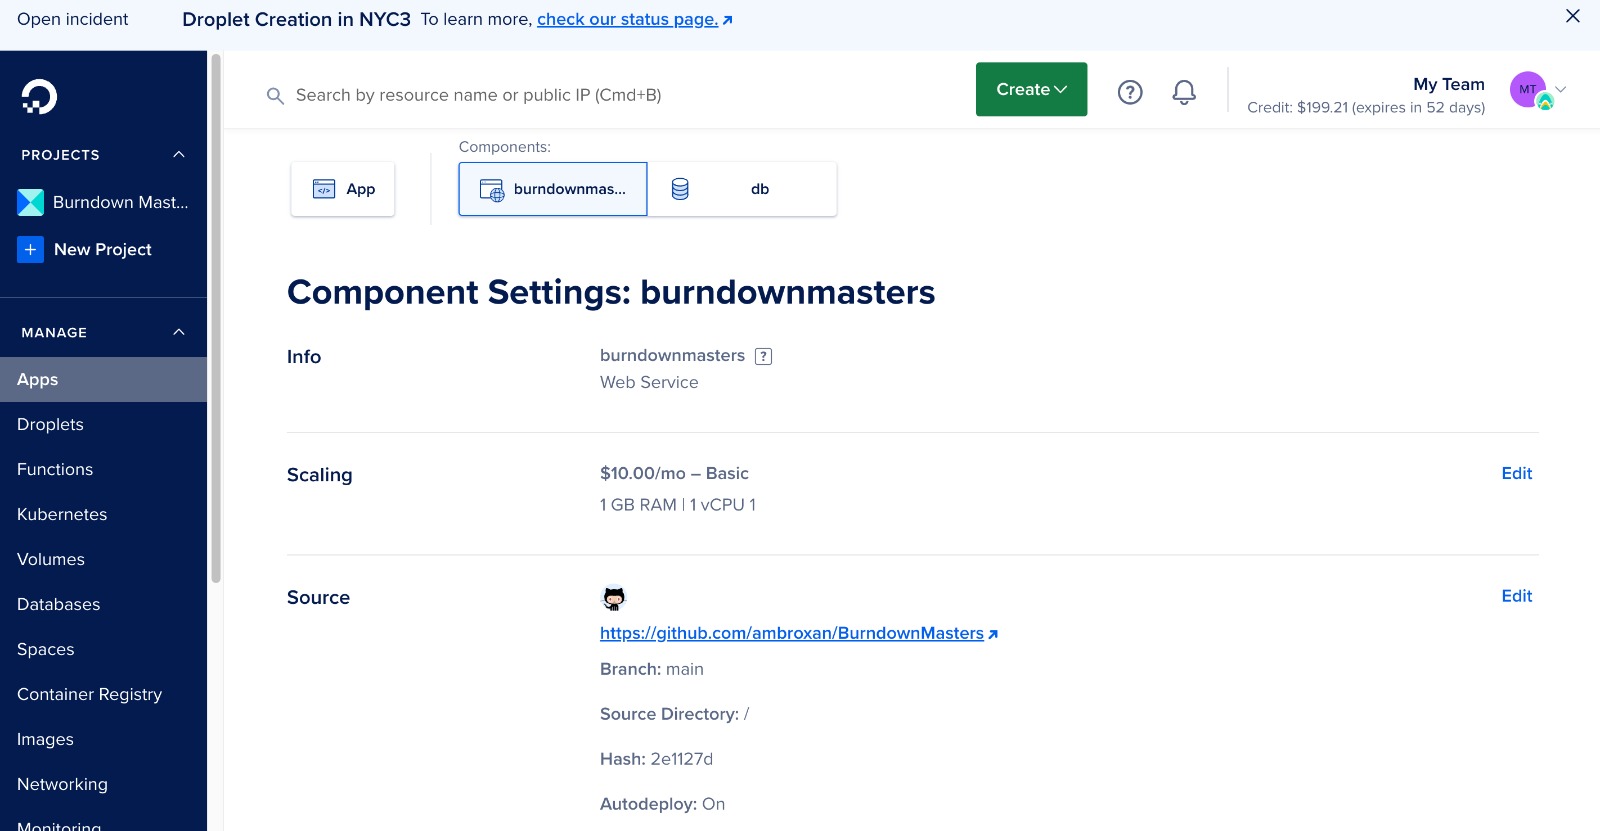 Open incident
Droplet Creation in NYC3 To learn more, check our status page.
PROJECTS
Burndown Mast...
+ New Project
MANAGE
Apps
Droplets
Functions
Kubernetes
Volumes
Databases
Spaces
Container Registry
Images
Networking
Monitoring
Search by resource name or public IP (Cmd+B)
Create
?
My Team
Credit: $199.21 (expires in 52 days)
MT
Components:
App
burndownmas...
db
Component Settings: burndownmasters
Info
burndownmasters ?
Web Service
Scaling
$10.00/mo – Basic
1 GB RAM | 1 vCPU 1
Edit
Source
https://github.com/ambroxan/BurndownMasters
Branch: main
Source Directory: /
Hash: 2e1127d
Autodeploy: On
Edit